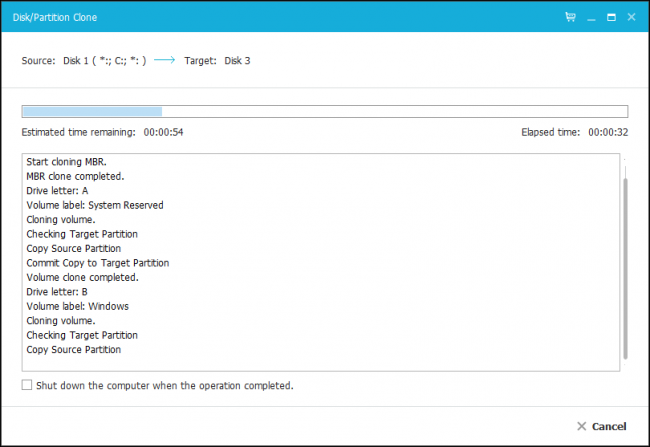 Disk/Partition Clone
Source: Disk 1 ( *:; C:; *: ) Target: Disk 3
Estimated time remaining: 00:00:54 Elapsed time: 00:00:32
Start cloning MBR.
MBR clone completed.
Drive letter: A
Volume label: System Reserved
Cloning volume.
Checking Target Partition
Copy Source Partition
Commit Copy to Target Partition
Volume clone completed.
Drive letter: B
Volume label: Windows
Cloning volume.
Checking Target Partition
Copy Source Partition
Shut down the computer when the operation completed.
Cancel